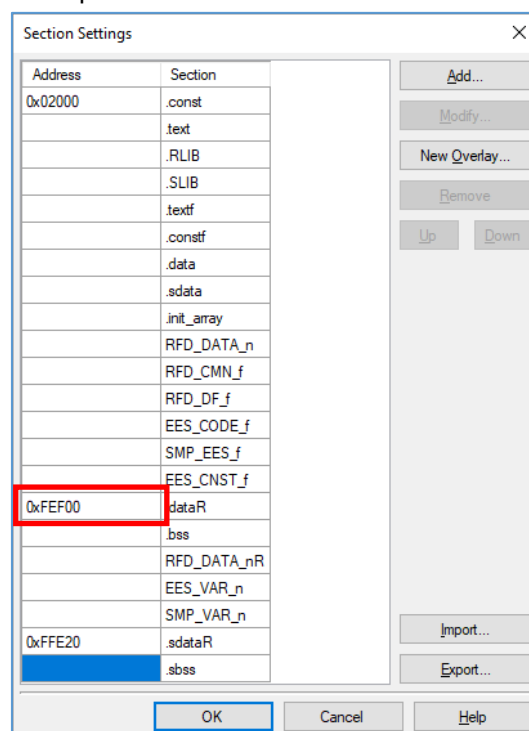 Section Settings
Address Section
0x02000 .const
.text
.RLIB
.SLIB
.textf
.constf
.data
.sdata
.init_array
RFD_DATA_n
RFD_CMN_f
RFD_DF_f
EES_CODE_f
SMP_EES_f
EES_CNST_f
0xFEF00 .dataR
.bss
RFD_DATA_nR
EES_VAR_n
SMP_VAR_n
0xFFE20 .sdataR
.sbss
Add...
Modify...
New Overlay...
Remove
Up Down
Import...
Export...
OK Cancel Help